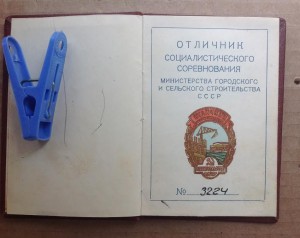 ОТЛИЧНИК
СОЦИАЛИСТИЧЕСКОГО
СОРЕВНОВАНИЯ
МИНИСТЕРСТВА ГОРОДСКОГО
И СЕЛЬСКОГО СТРОИТЕЛЬСТВА
СССР
№ 3224